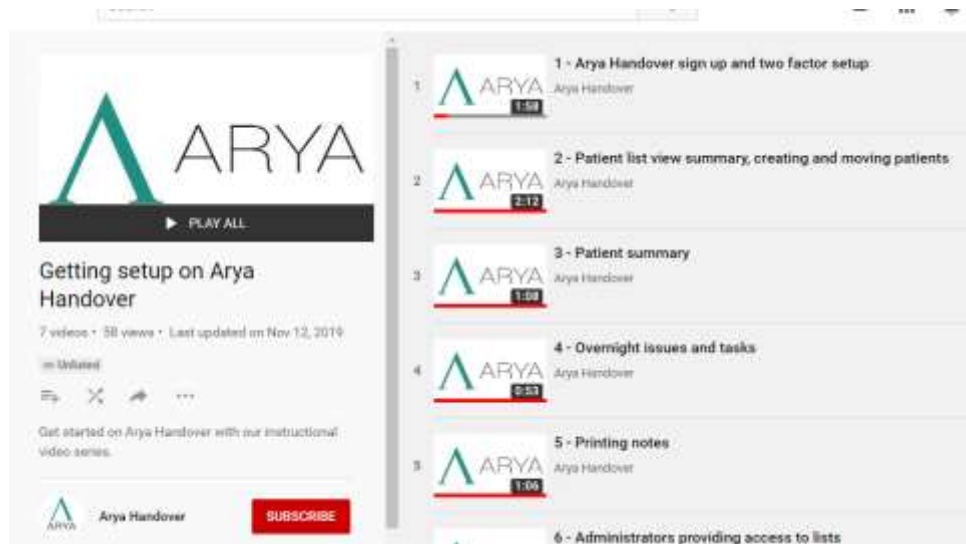 ARYA
PLAY ALL
Getting setup on Arya
Handover
7 videos • 58 views • Last updated on Nov 12, 2019
Unlisted
Get started on Arya Handover with our instructional
video series.
ARYA
Arya Handover
SUBSCRIBE
1
ARYA
1:58
1 - Arya Handover sign up and two factor setup
Arya Handover
2
ARYA
2:12
2 - Patient list view summary, creating and moving patients
Arya Handover
3
ARYA
1:08
3 - Patient summary
Arya Handover
4
ARYA
0:53
4 - Overnight issues and tasks
Arya Handover
5
ARYA
1:06
5 - Printing notes
Arya Handover
6 - Administrators providing access to lists